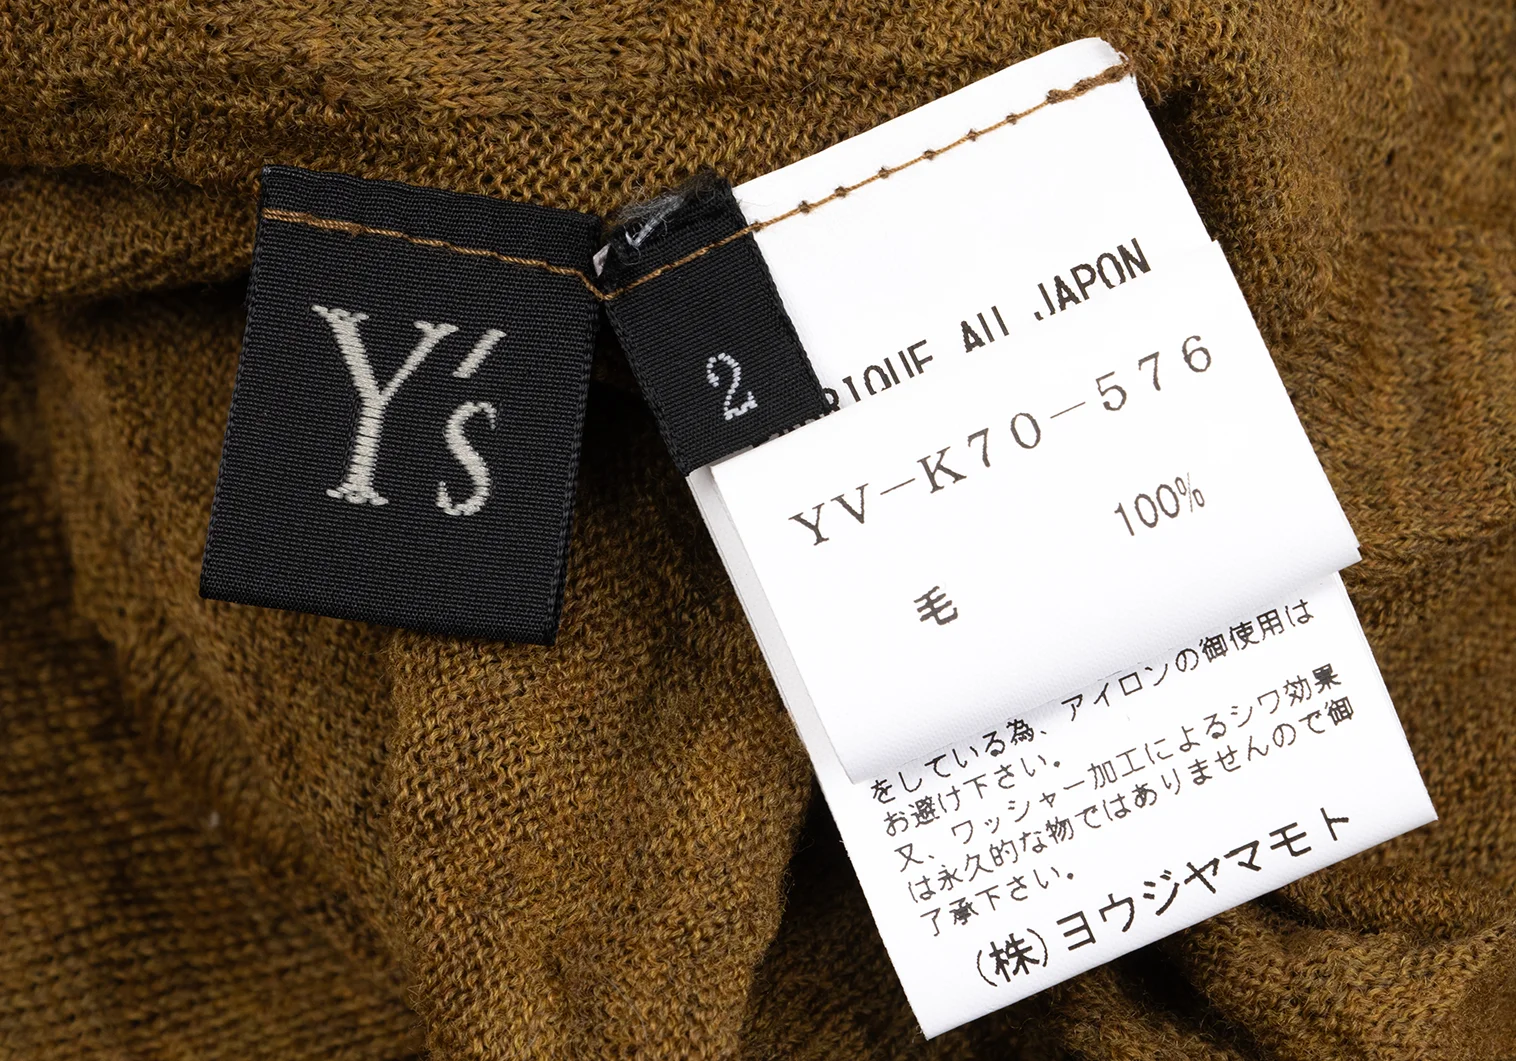 Y's
2
RIQUE AU JAPON
YV-K70-576
100%
毛
をしている為、アイロンの御使用は
お避け下さい。
又、ワッシャー加工によるシワ効果
は永久的な物ではありませんので御
了承下さい。
(株)ヨウジヤマモト